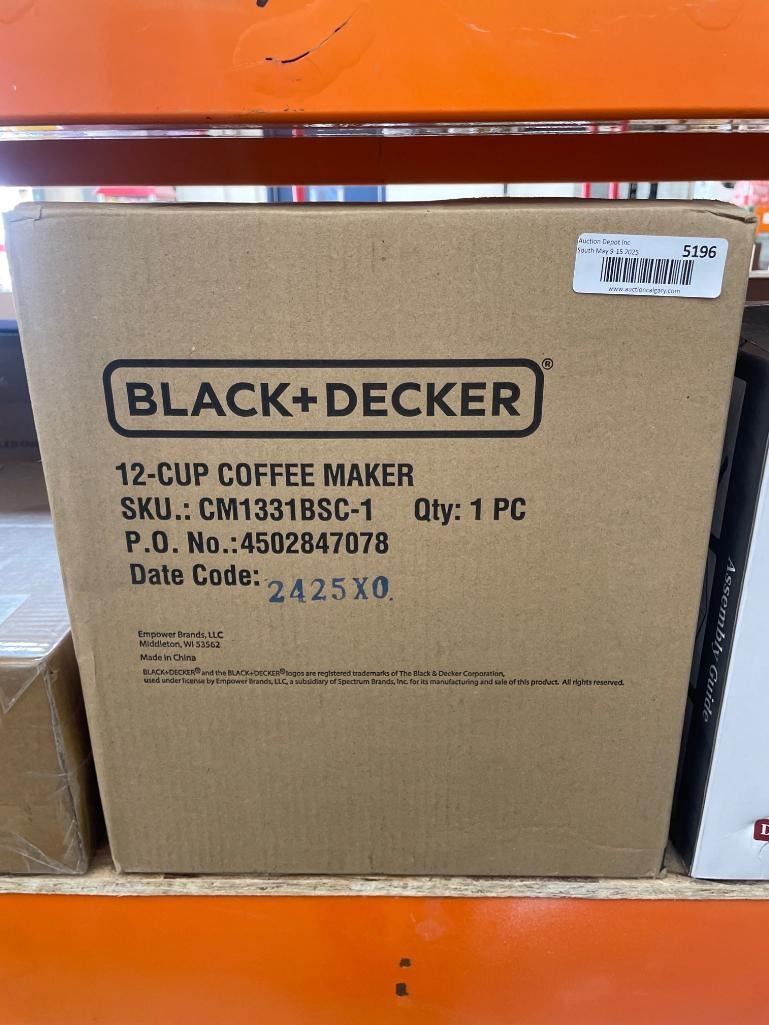 Auction Depot Inc
South May 9-15 2025
5196
www.auctioncalgary.com
BLACK+DECKER®
12-CUP COFFEE MAKER
SKU.: CM1331BSC-1 Qty: 1 PC
P.O. No.:4502847078
Date Code: 2425X0.
Empower Brands, LLC
Middleton, WI 53562
Made in China
BLACK+DECKER® and the BLACK+DECKER® logos are registered trademarks of The Black & Decker Corporation,
used under license by Empower Brands, LLC, a subsidiary of Spectrum Brands, Inc. for its manufacturing and sale of this product. All rights reserved.
Assembly Guide